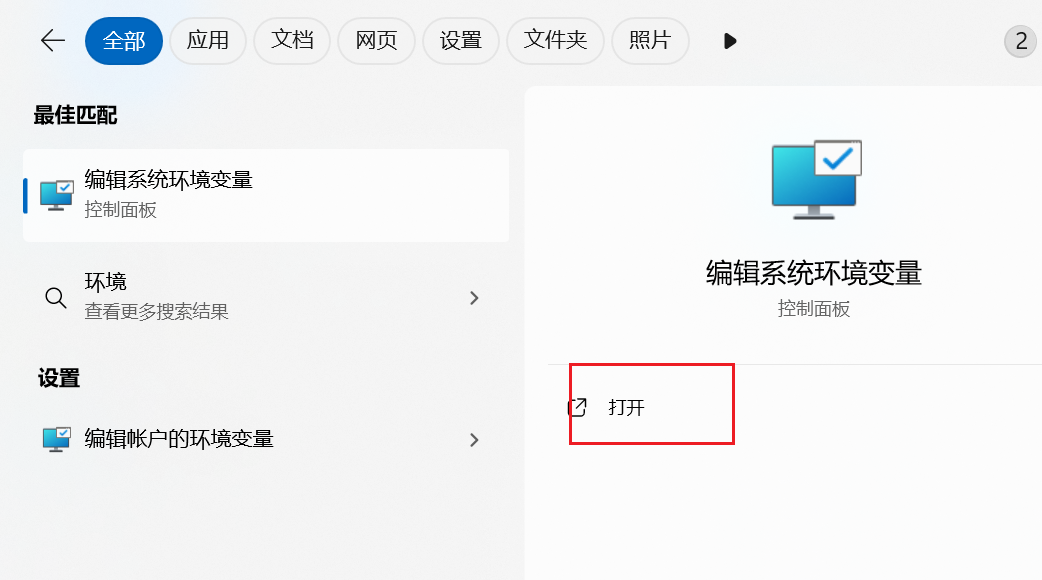 全部 应用 文档 网页 设置 文件夹 照片 2
最佳匹配
编辑系统环境变量
控制面板
环境
查看更多搜索结果
设置
编辑帐户的环境变量
编辑系统环境变量
控制面板
打开